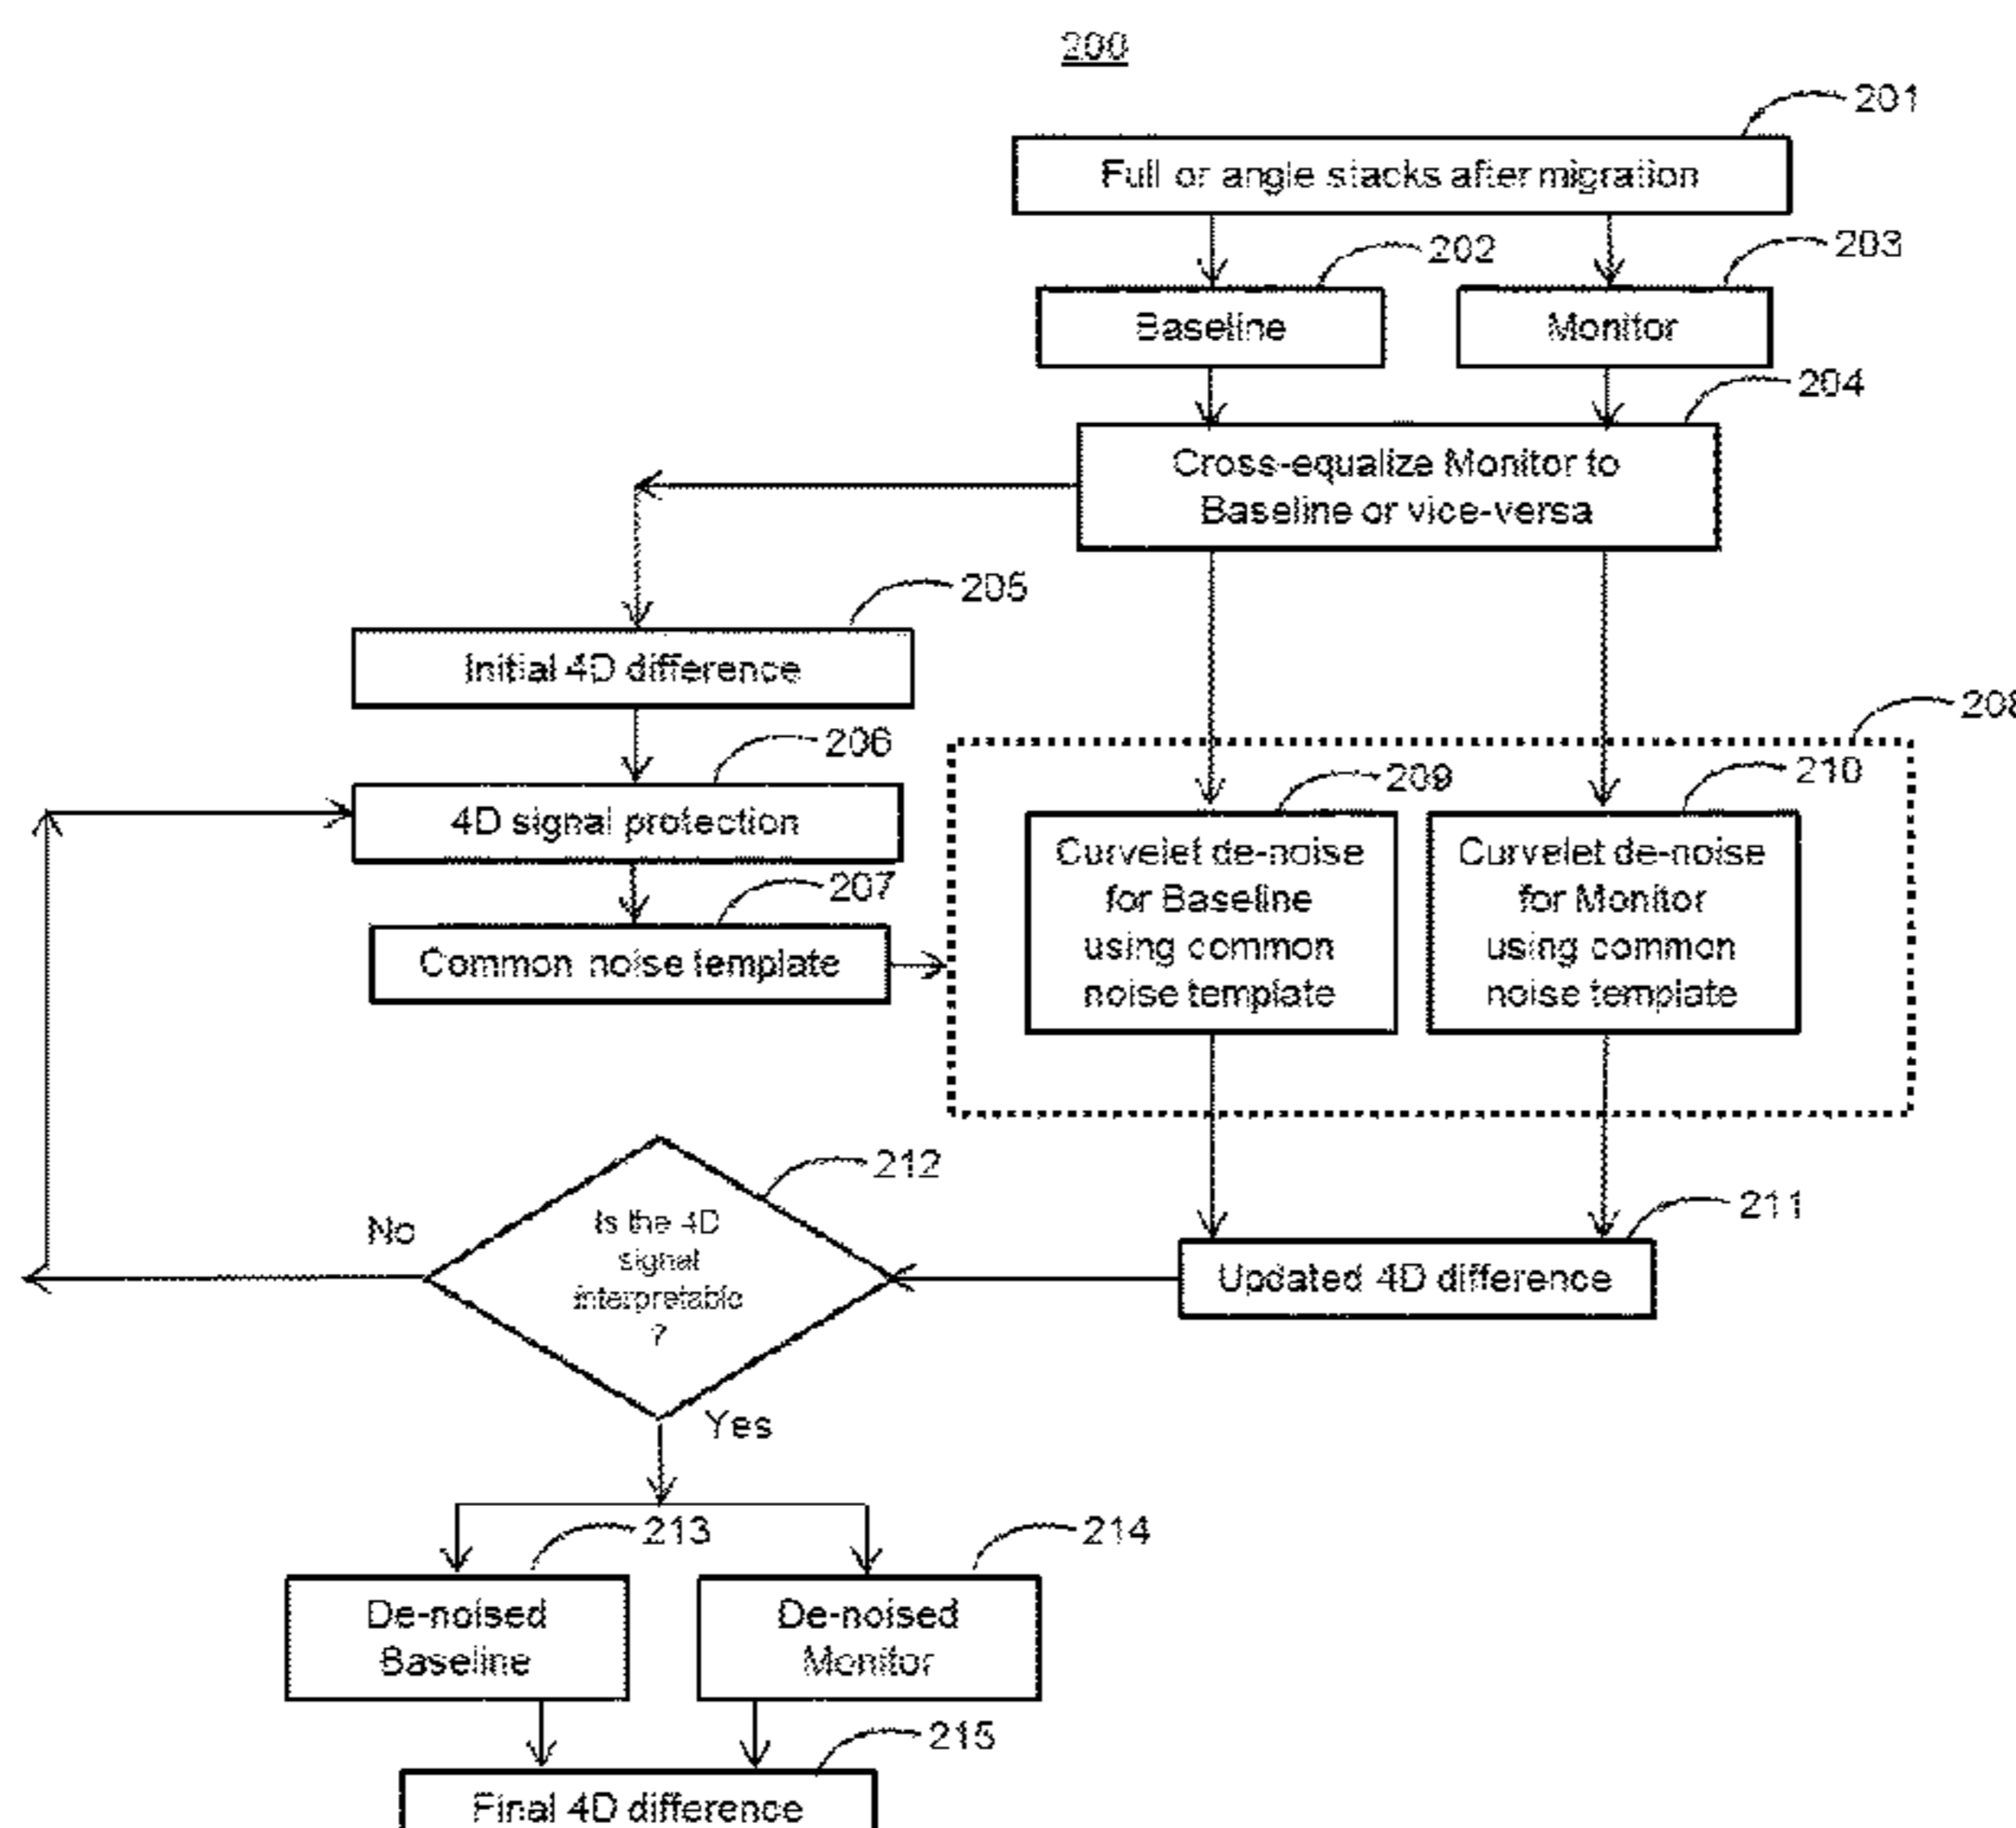 200
201
Full or angle stacks after migration
202
203
Baseline
Monitor
204
Cross-equalize Monitor to
Baseline or vice-versa
205
Initial 4D difference
208
206
4D signal protection
209
210
207
Common noise template
Curvelet de-noise
for Baseline
using common
noise template
Curvelet de-noise
for Monitor
using common
noise template
212
211
No
Is the 4D
signal
interpretable
?
Updated 4D difference
Yes
213
214
De-noised
Baseline
De-noised
Monitor
215
Final 4D difference